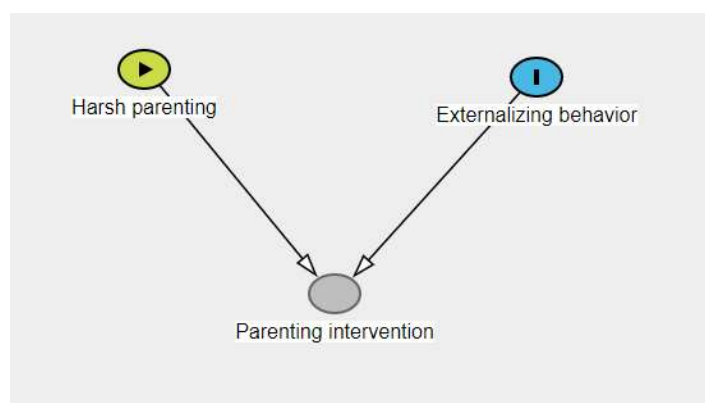 Harsh parenting
Externalizing behavior
Parenting intervention